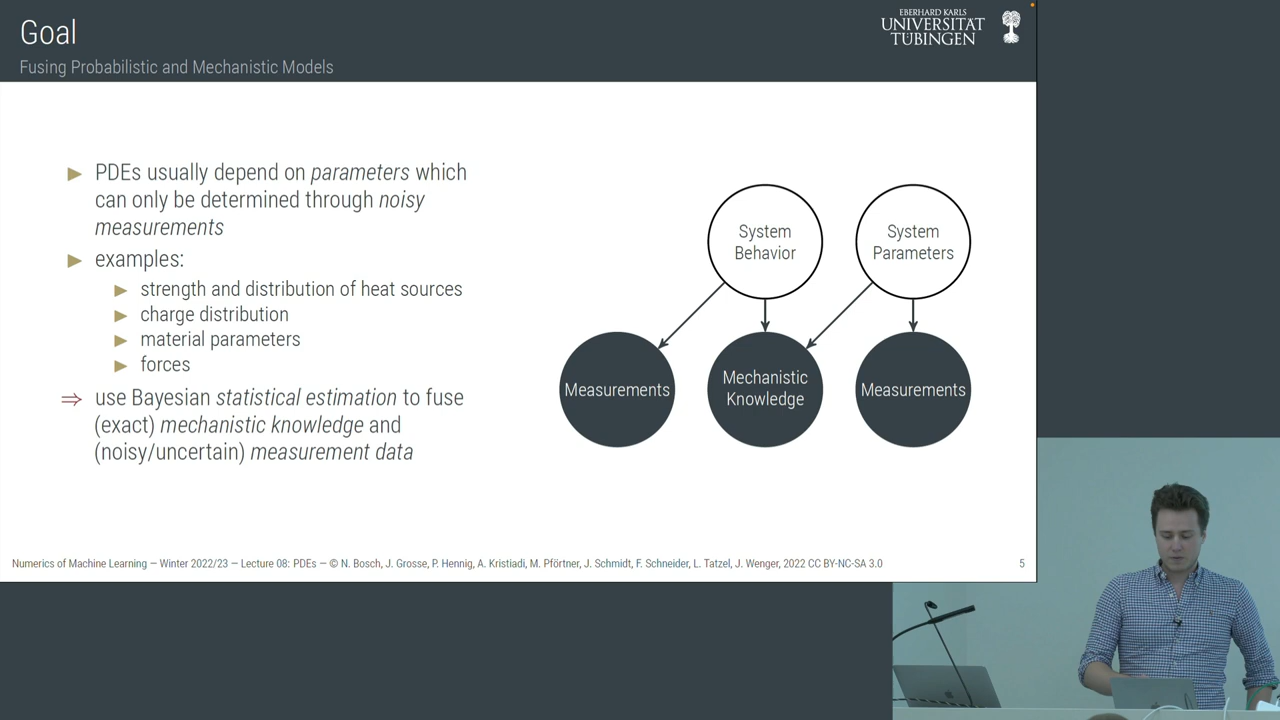 Goal
Fusing Probabilistic and Mechanistic Models
EBERHARD KARLS
UNIVERSITÄT
TÜBINGEN
PDEs usually depend on parameters which
can only be determined through noisy
measurements
examples:
strength and distribution of heat sources
charge distribution
material parameters
forces
⇒ use Bayesian statistical estimation to fuse
(exact) mechanistic knowledge and
(noisy/uncertain) measurement data
System
Behavior
System
Parameters
Measurements
Mechanistic
Knowledge
Measurements
Numerics of Machine Learning — Winter 2022/23 — Lecture 08: PDEs — © N. Bosch, J. Grosse, P. Hennig, A. Kristiadi, M. Pförtner, J. Schmidt, F. Schneider, L. Tatzel, J. Wenger, 2022 CC BY-NC-SA 3.0
5